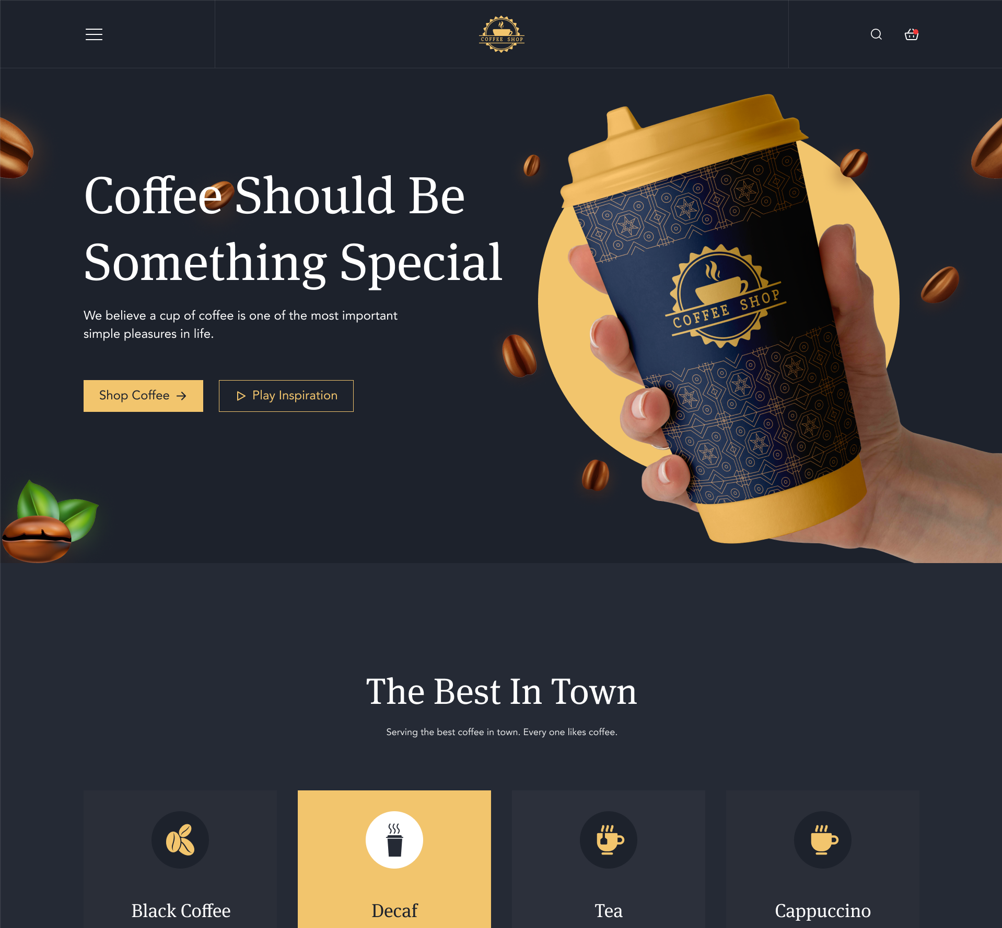 COFFEE SHOP
Coffee Should Be
Something Special
We believe a cup of coffee is one of the most important
simple pleasures in life.
Shop Coffee
Play Inspiration
COFFEE SHOP
The Best In Town
Serving the best coffee in town. Every one likes coffee.
Black Coffee
Decaf
Tea
Cappuccino